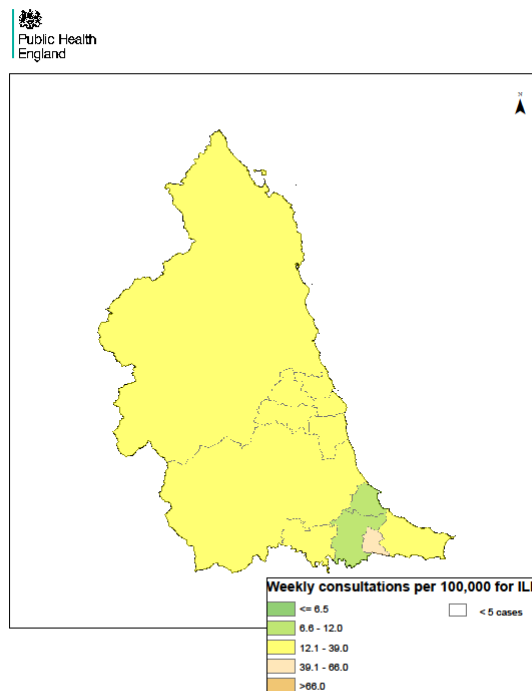 Public Health
England
N
Weekly consultations per 100,000 for ILI
<= 6.5
< 5 cases
6.6 - 12.0
12.1 - 39.0
39.1 - 66.0
>66.0